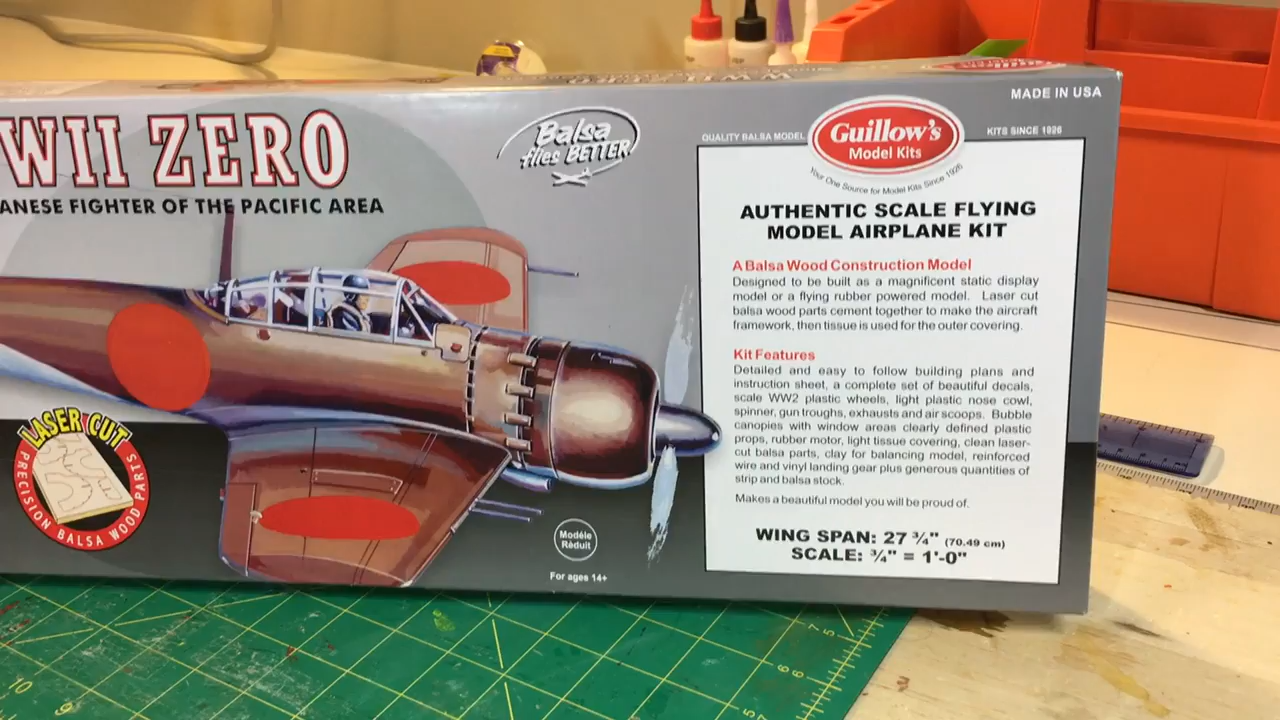 WII ZERO
ANESE FIGHTER OF THE PACIFIC AREA
Balsa
flies BETTER
MADE IN USA
QUALITY BALSA MODEL
Guillow's
Model Kits
KITS SINCE 1926
Your One Source for Model Kits Since 1926
AUTHENTIC SCALE FLYING
MODEL AIRPLANE KIT
A Balsa Wood Construction Model
Designed to be built as a magnificent static display
model or a flying rubber powered model. Laser cut
balsa wood parts cement together to make the aircraft
framework, then tissue is used for the outer covering.
Kit Features
Detailed and easy to follow building plans and
instruction sheet, a complete set of beautiful decals,
scale WW2 plastic wheels, light plastic nose cowl,
spinner, gun troughs, exhausts and air scoops. Bubble
canopies with window areas clearly defined plastic
props, rubber motor, light tissue covering, clean laser-
cut balsa parts, clay for balancing model, reinforced
wire and vinyl landing gear plus generous quantities of
strip and balsa stock.
Makes a beautiful model you will be proud of.
WING SPAN: 27 ¾" (70.49 cm)
SCALE: ¾" = 1'-0"
LASER CUT
PRECISION BALSA WOOD PARTS
Modéle
Rèduit
For ages 14+
10
9
7
6
5
7
5